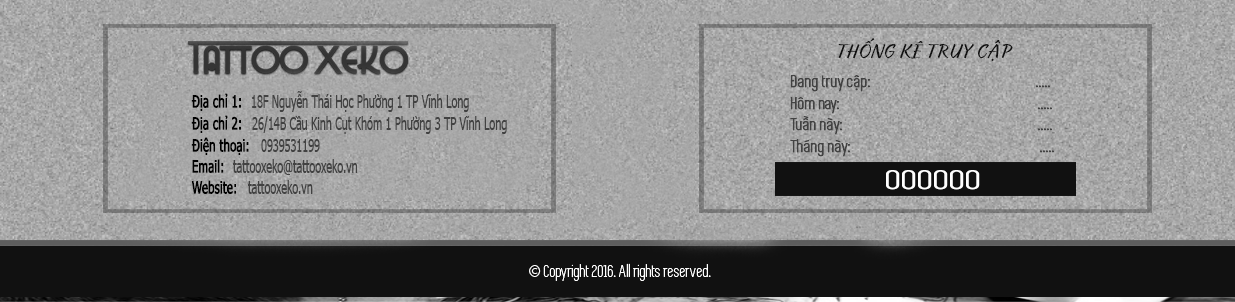 TATTOO XEKO
Địa chỉ 1: 18F Nguyễn Thái Học Phường 1 TP Vĩnh Long
Địa chỉ 2: 26/14B Cầu Kinh Cụt Khóm 1 Phường 3 TP Vĩnh Long
Điện thoại: 0939531199
Email: tattooxeko@tattooxeko.vn
Website: tattooxeko.vn
THỐNG KÊ TRUY CẬP
Đang truy cập: .....
Hôm nay: .....
Tuần này: .....
Tháng này: .....
000000
© Copyright 2016. All rights reserved.